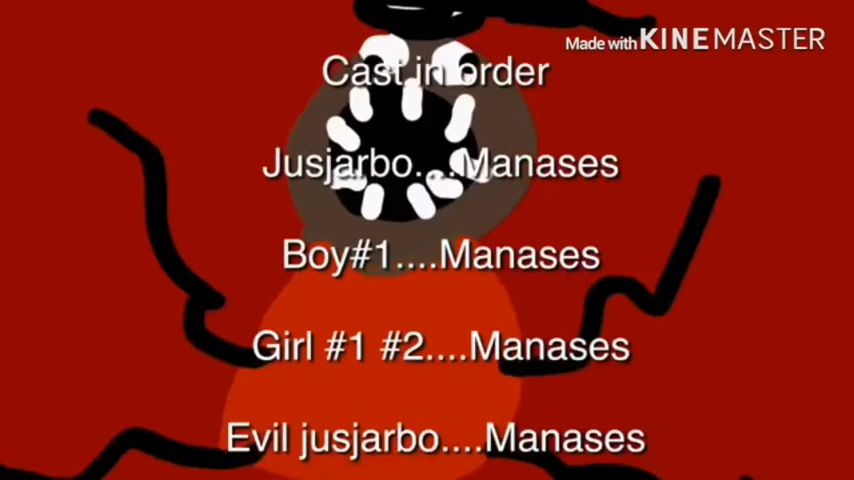 Made with KINEMASTER
Cast in order
Jusjarbo....Manases
Boy#1....Manases
Girl #1 #2....Manases
Evil jusjarbo....Manases